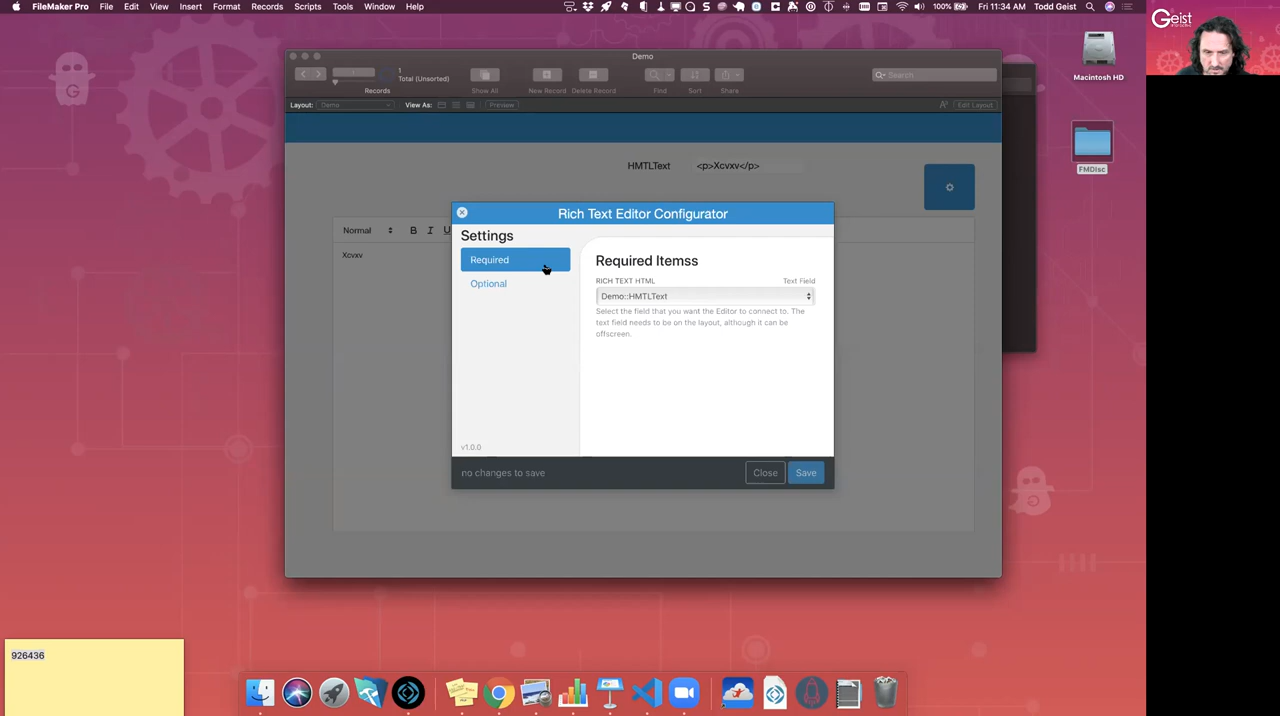 FileMaker Pro File Edit View Insert Format Records Scripts Tools Window Help
100% Fri 11:34 AM Todd Geist
Geist
Macintosh HD
FMDisc
Demo
1
Total (Unsorted)
Records Show All New Record Delete Record Find Sort Share
Search
Layout: Demo View As: Preview Edit Layout
HMTLText <p>Xcvxv</p>
Normal B I U
Xcvxv
Rich Text Editor Configurator
Settings
Required
Optional
Required Itemss
RICH TEXT HTML Text Field
Demo::HMTLText
Select the field that you want the Editor to connect to. The
text field needs to be on the layout, although it can be
offscreen.
v1.0.0
no changes to save Close Save
926436